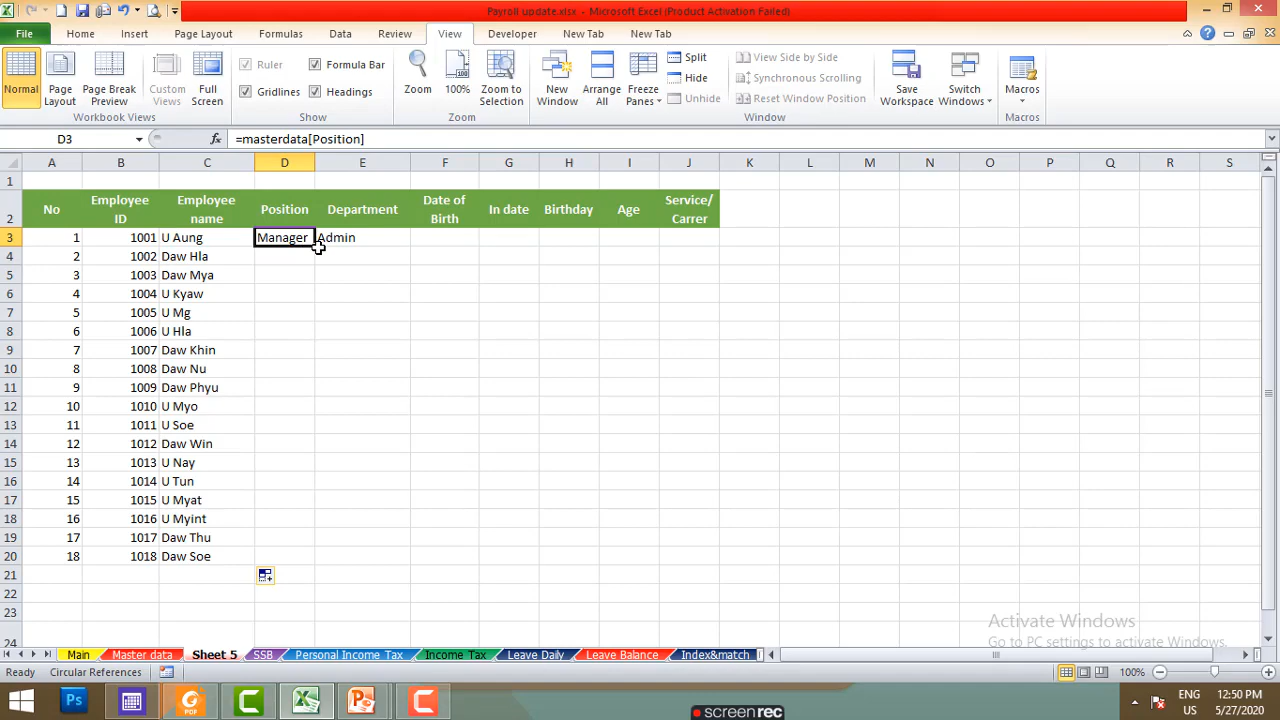 Payroll update.xlsx - Microsoft Excel (Product Activation Failed)
File Home Insert Page Layout Formulas Data Review View Developer New Tab New Tab
Normal Page Layout Page Break Preview Custom Views Full Screen
Workbook Views
Ruler Formula Bar
Gridlines Headings
Show
Zoom 100% Zoom to Selection
Zoom
New Window Arrange All Freeze Panes
Split
Hide
Unhide
View Side by Side
Synchronous Scrolling
Reset Window Position
Save Workspace Switch Windows
Window
Macros
Macros
D3 fx =masterdata[Position]
A B C D E F G H I J K L M N O P Q R S
1
2 No Employee ID Employee name Position Department Date of Birth In date Birthday Age Service/ Carrer
3 1 1001 U Aung Manager Admin
4 2 1002 Daw Hla
5 3 1003 Daw Mya
6 4 1004 U Kyaw
7 5 1005 U Mg
8 6 1006 U Hla
9 7 1007 Daw Khin
10 8 1008 Daw Nu
11 9 1009 Daw Phyu
12 10 1010 U Myo
13 11 1011 U Soe
14 12 1012 Daw Win
15 13 1013 U Nay
16 14 1014 U Tun
17 15 1015 U Myat
18 16 1016 U Myint
19 17 1017 Daw Thu
20 18 1018 Daw Soe
21
22
23
24
Activate Windows
Go to PC settings to activate Windows.
Main Master data Sheet 5 SSB Personal Income Tax Income Tax Leave Daily Leave Balance Index&match
Circular References 100%
Ps PDF
screenrec
ENG
US
12:50 PM
5/27/2020